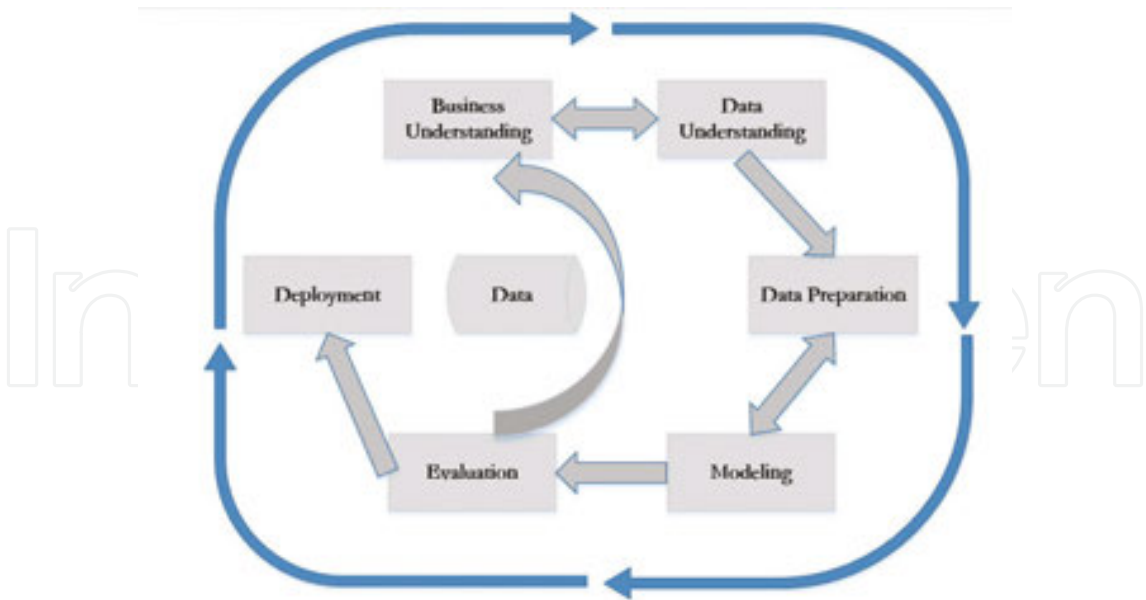 Business
Understanding
Data
Understanding
Deployment
Data
Data Preparation
Evaluation
Modeling